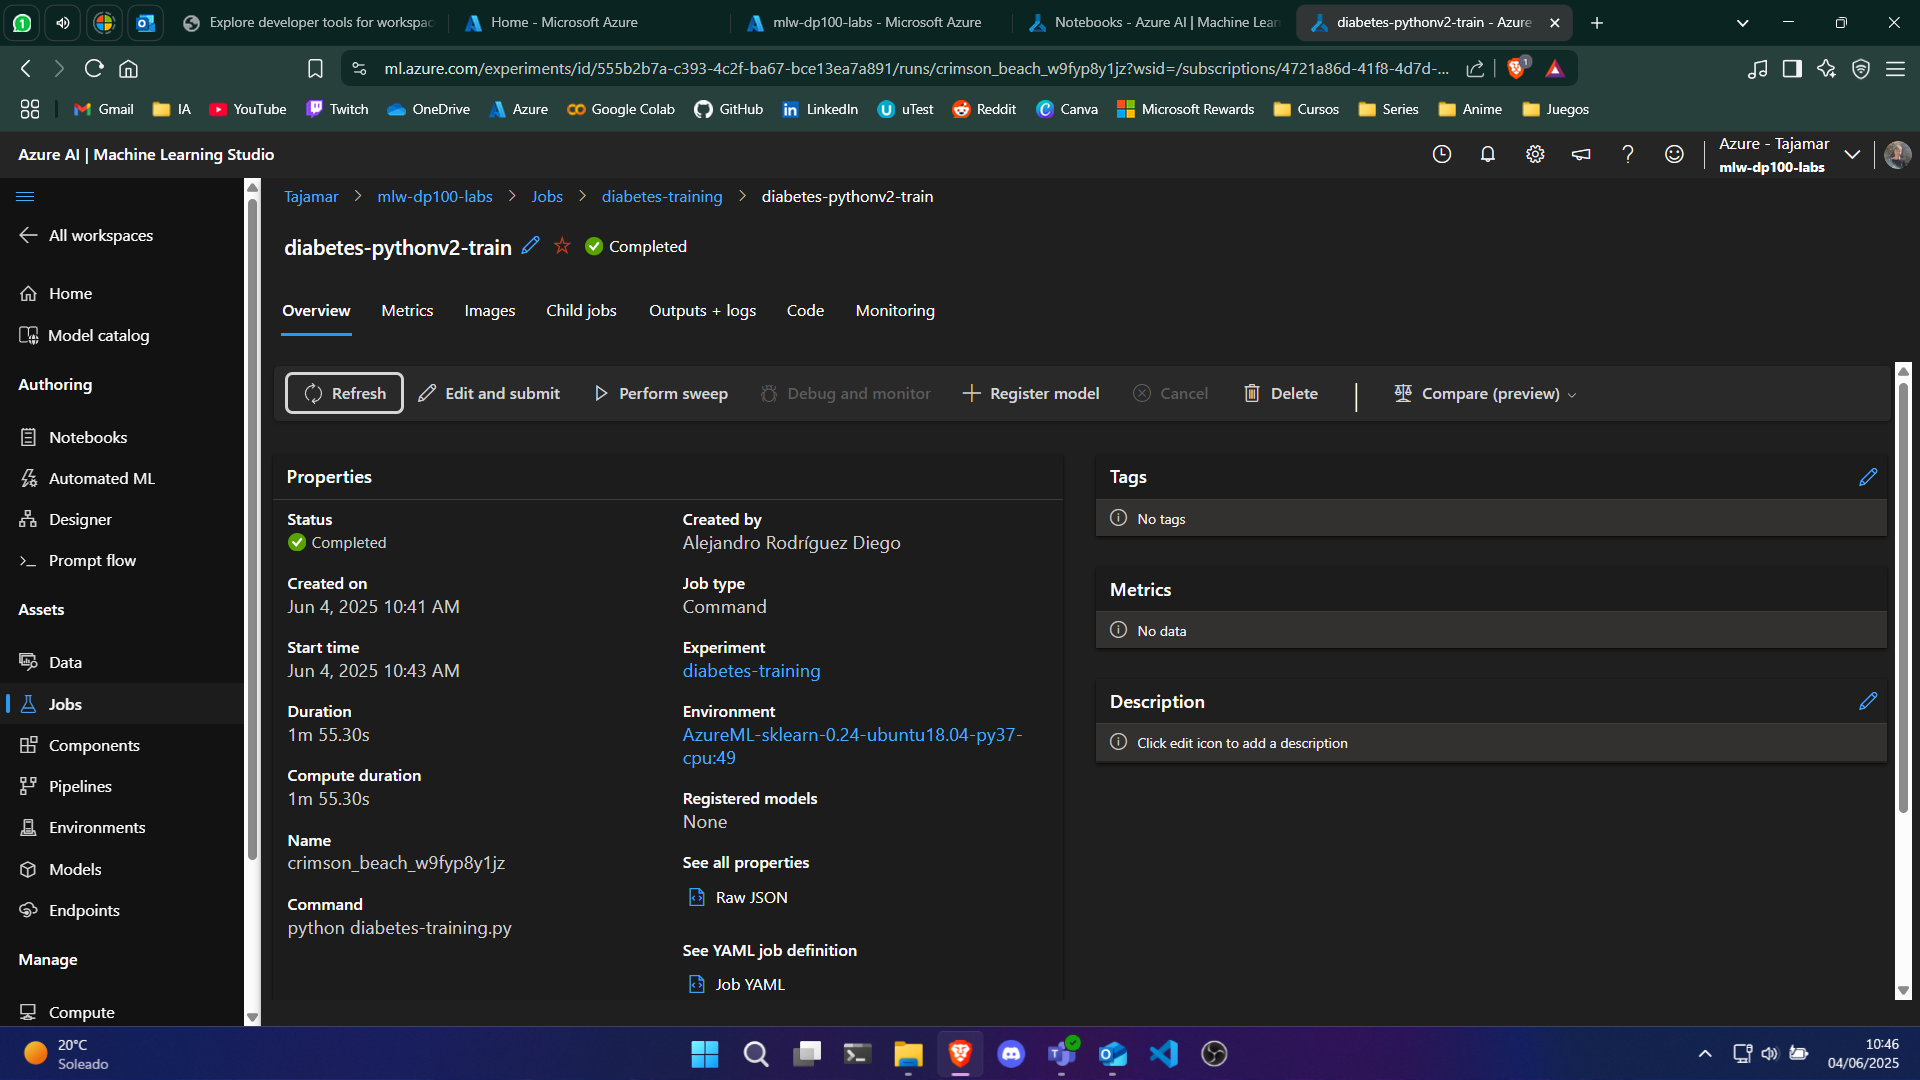 Explore developer tools for workspac
Home - Microsoft Azure
mlw-dp100-labs - Microsoft Azure
Notebooks - Azure AI | Machine Lear
diabetes-pythonv2-train - Azure
ml.azure.com/experiments/id/555b2b7a-c393-4c2f-ba67-bce13ea7a891/runs/crimson_beach_w9fyp8y1jz?wsid=/subscriptions/4721a86d-41f8-4d7d-...
1
Gmail
IA
YouTube
Twitch
OneDrive
Azure
Google Colab
GitHub
LinkedIn
uTest
Reddit
Canva
Microsoft Rewards
Cursos
Series
Anime
Juegos
Azure AI | Machine Learning Studio
Azure - Tajamar
mlw-dp100-labs
All workspaces
Home
Model catalog
Authoring
Notebooks
Automated ML
Designer
Prompt flow
Assets
Data
Jobs
Components
Pipelines
Environments
Models
Endpoints
Manage
Compute
Tajamar > mlw-dp100-labs > Jobs > diabetes-training > diabetes-pythonv2-train
diabetes-pythonv2-train
Completed
Overview
Metrics
Images
Child jobs
Outputs + logs
Code
Monitoring
Refresh
Edit and submit
Perform sweep
Debug and monitor
Register model
Cancel
Delete
Compare (preview)
Properties
Status
Completed
Created on
Jun 4, 2025 10:41 AM
Start time
Jun 4, 2025 10:43 AM
Duration
1m 55.30s
Compute duration
1m 55.30s
Name
crimson_beach_w9fyp8y1jz
Command
python diabetes-training.py
Created by
Alejandro Rodríguez Diego
Job type
Command
Experiment
diabetes-training
Environment
AzureML-sklearn-0.24-ubuntu18.04-py37-
cpu:49
Registered models
None
See all properties
Raw JSON
See YAML job definition
Job YAML
Tags
No tags
Metrics
No data
Description
Click edit icon to add a description
20°C
Soleado
10:46
04/06/2025